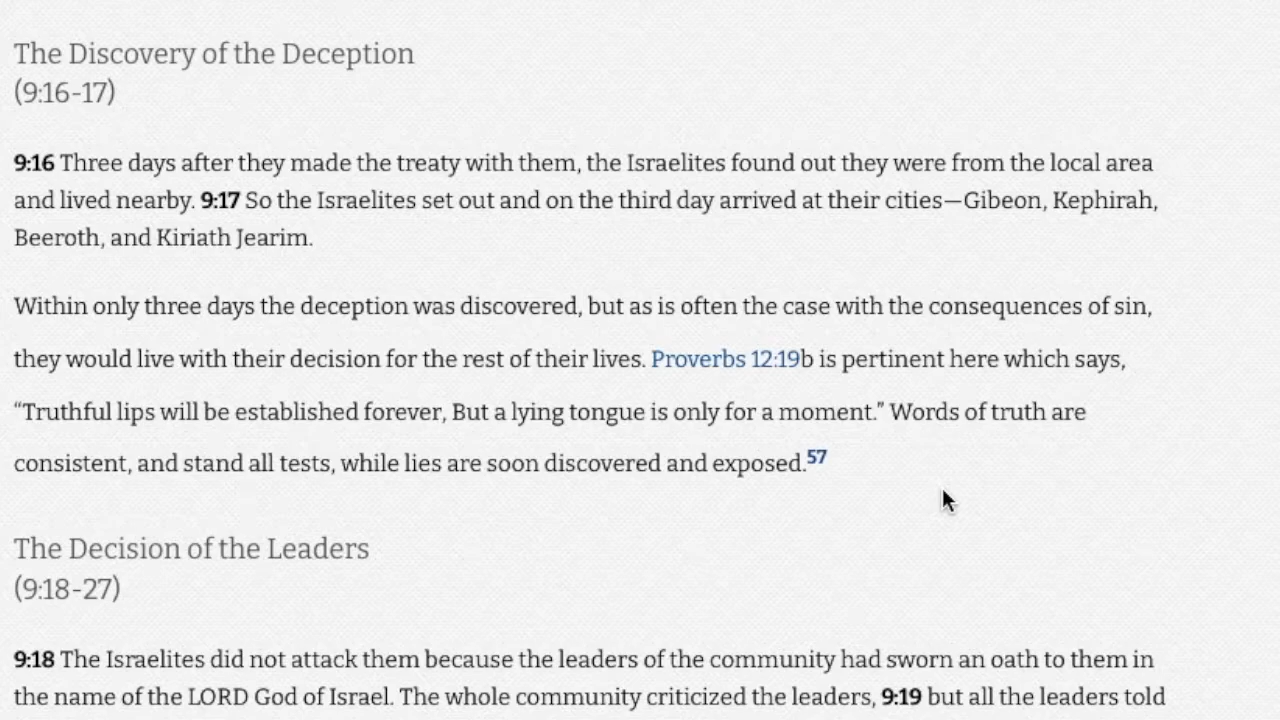 The Discovery of the Deception
(9:16-17)
9:16 Three days after they made the treaty with them, the Israelites found out they were from the local area
and lived nearby. 9:17 So the Israelites set out and on the third day arrived at their cities—Gibeon, Kephirah,
Beeroth, and Kiriath Jearim.
Within only three days the deception was discovered, but as is often the case with the consequences of sin,
they would live with their decision for the rest of their lives. Proverbs 12:19b is pertinent here which says,
“Truthful lips will be established forever, But a lying tongue is only for a moment.” Words of truth are
consistent, and stand all tests, while lies are soon discovered and exposed.57
The Decision of the Leaders
(9:18-27)
9:18 The Israelites did not attack them because the leaders of the community had sworn an oath to them in
the name of the LORD God of Israel. The whole community criticized the leaders, 9:19 but all the leaders told